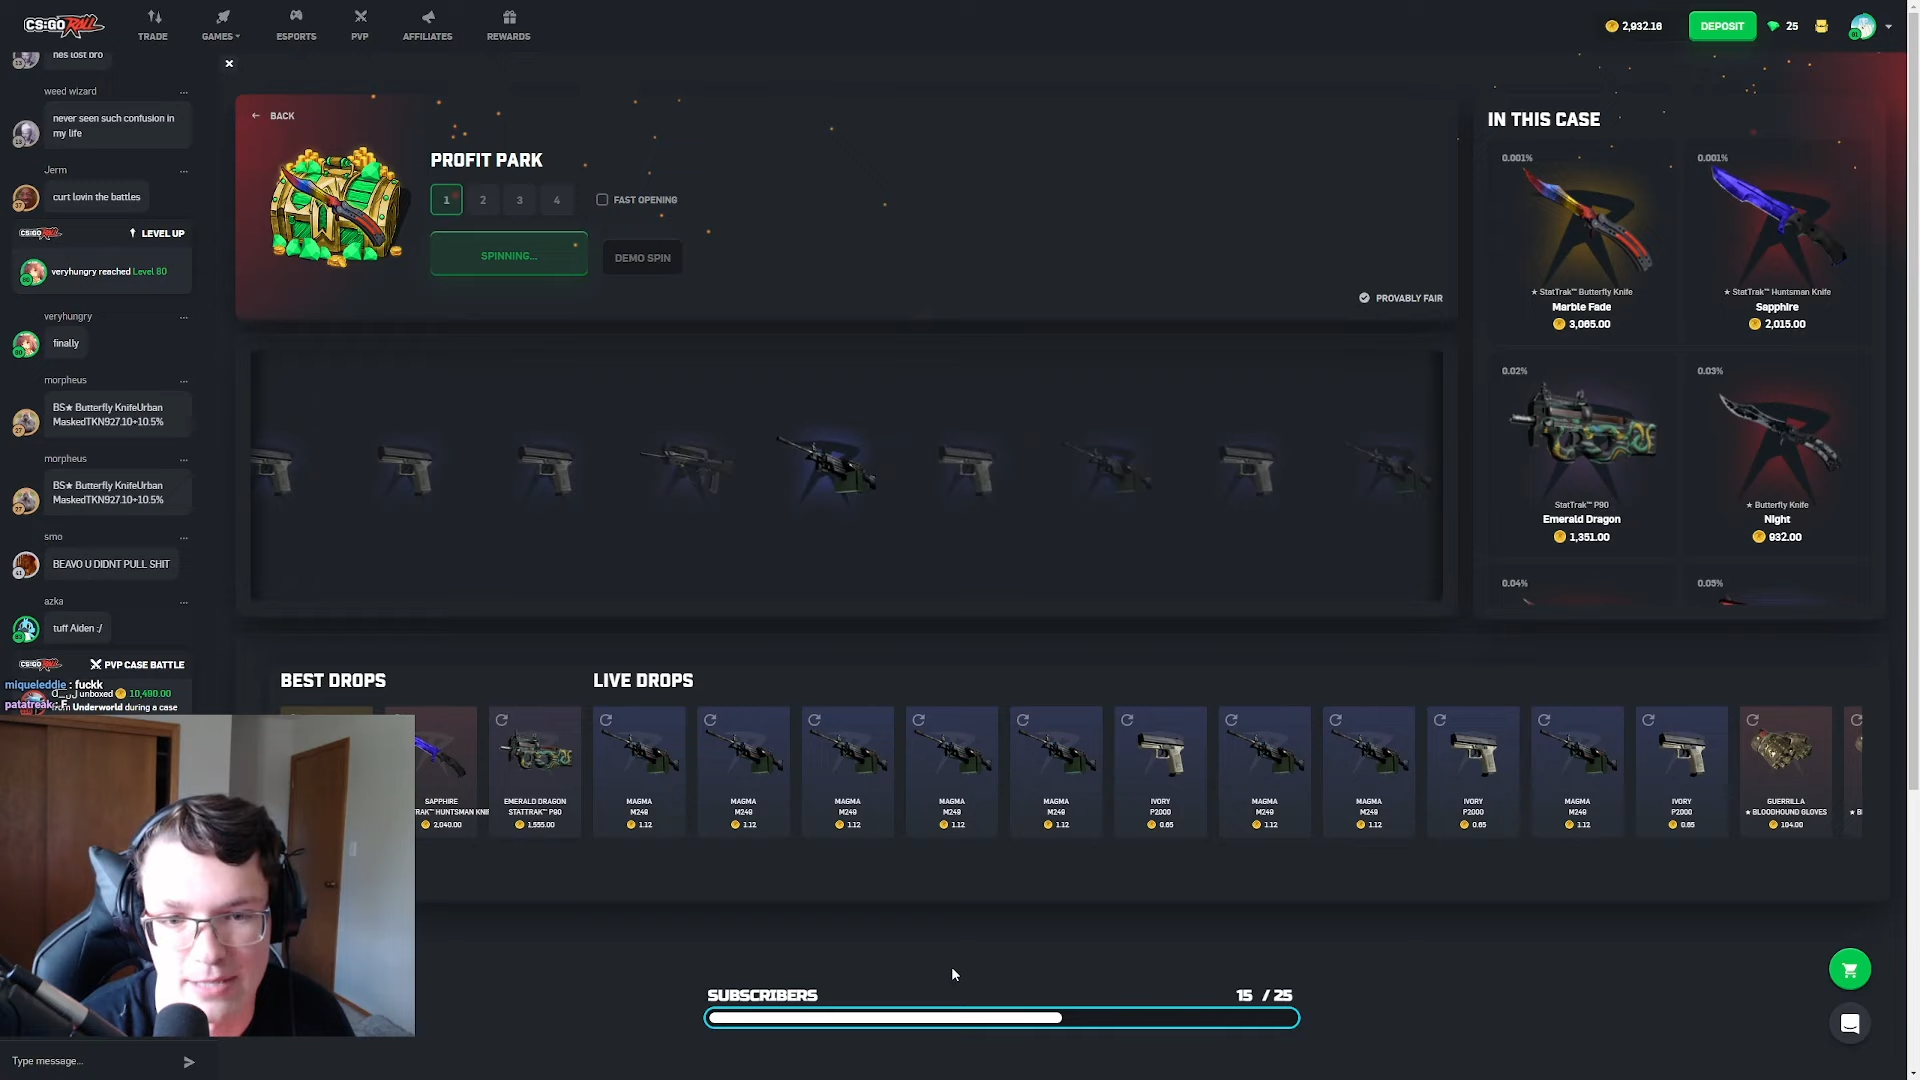 CS:GO ROLL
TRADE
GAMES
ESPORTS
PVP
AFFILIATES
REWARDS
2,932.16
DEPOSIT
25
weed wizard
never seen such confusion in
my life
Jerm
curt lovin the battles
CS:GO ROLL
LEVEL UP
veryhungry reached Level 80
veryhungry
finally
morpheus
BS★ Butterfly KnifeUrban
MaskedTKN927.10+10.5%
morpheus
BS★ Butterfly KnifeUrban
MaskedTKN927.10+10.5%
smo
BEAVO U DIDNT PULL SHIT
azka
tuff Aiden :/
CS:GO ROLL
PVP CASE BATTLE
miqueleddie : fuckk
unboxed 10,490.00
patatreak : F
Underworld during a case
Type message...
BACK
PROFIT PARK
1
2
3
4
FAST OPENING
SPINNING...
DEMO SPIN
PROVABLY FAIR
IN THIS CASE
0.001%
★ StatTrak™ Butterfly Knife
Marble Fade
3,065.00
0.001%
★ StatTrak™ Huntsman Knife
Sapphire
2,015.00
0.02%
StatTrak™ P90
Emerald Dragon
1,351.00
0.03%
★ Butterfly Knife
Night
932.00
0.04%
0.05%
BEST DROPS
LIVE DROPS
SAPPHIRE
RAK™ HUNTSMAN KNIF
2,040.00
EMERALD DRAGON
STATTRAK™ P90
1,555.00
MAGMA
M249
1.12
MAGMA
M249
1.12
MAGMA
M249
1.12
MAGMA
M249
1.12
MAGMA
M249
1.12
IVORY
P2000
0.65
MAGMA
M249
1.12
MAGMA
M249
1.12
IVORY
P2000
0.65
MAGMA
M249
1.12
IVORY
P2000
0.65
GUERRILLA
★ BLOODHOUND GLOVES
104.00
SUBSCRIBERS
15 / 25